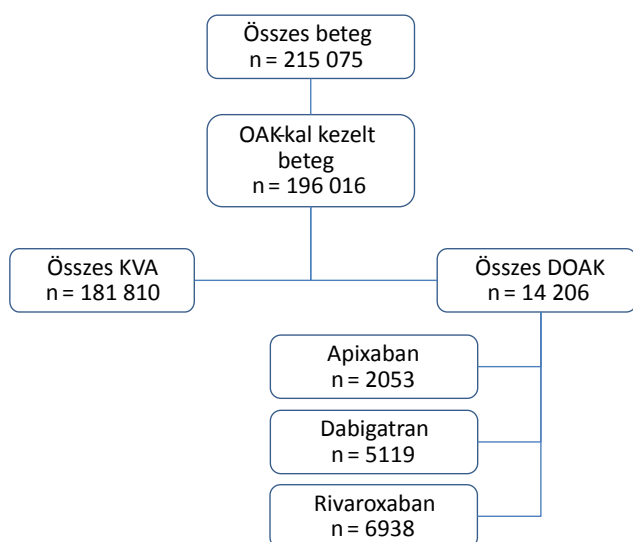 Összes beteg
n = 215 075
OAK-kal kezelt
beteg
n = 196 016
Összes KVA
n = 181 810
Összes DOAK
n = 14 206
Apixaban
n = 2053
Dabigatran
n = 5119
Rivaroxaban
n = 6938